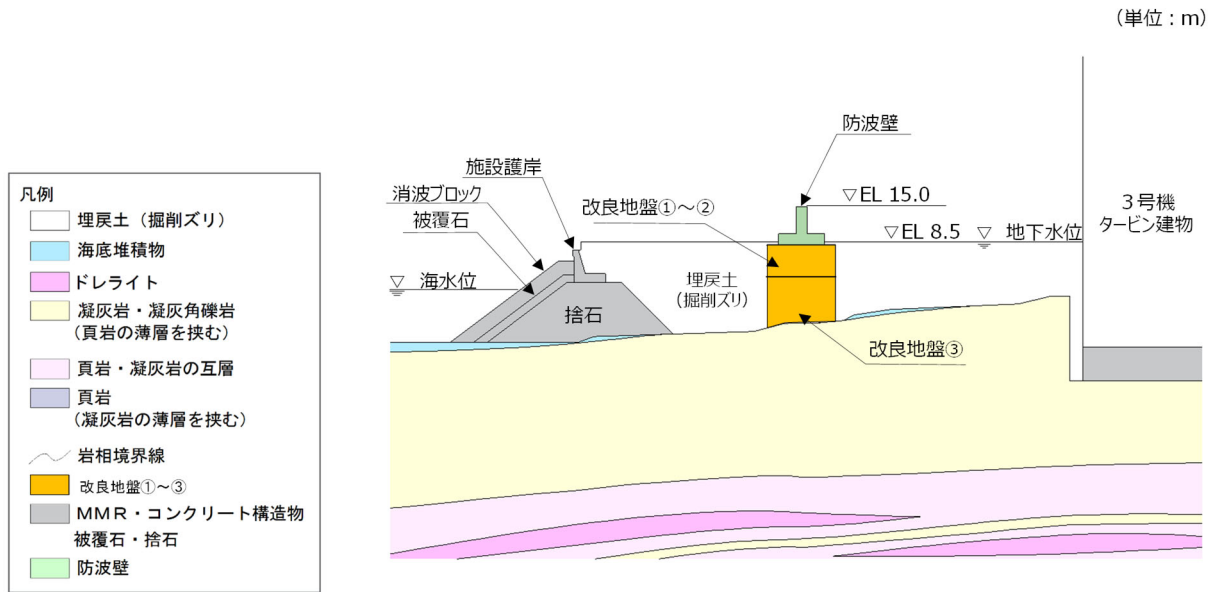 （単位：m）
防波壁
施設護岸
消波ブロック
被覆石
改良地盤①～②
▽EL 15.0
▽EL 8.5
▽ 地下水位
３号機
タービン建物
▽ 海水位
埋戻土
（掘削ズリ）
捨石
改良地盤③
凡例
埋戻土（掘削ズリ）
海底堆積物
ドレライト
凝灰岩・凝灰角礫岩
（頁岩の薄層を挟む）
頁岩・凝灰岩の互層
頁岩
（凝灰岩の薄層を挟む）
岩相境界線
改良地盤①～③
ＭＭＲ・コンクリート構造物
被覆石・捨石
防波壁